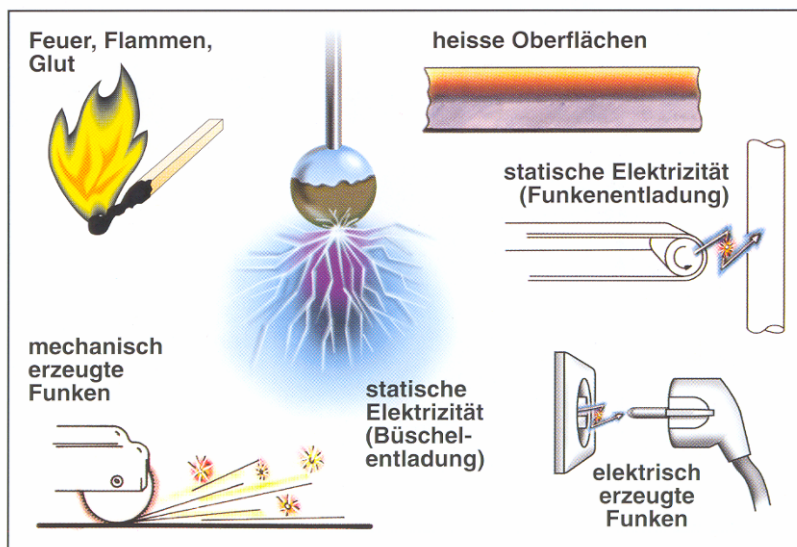 Feuer, Flammen,
Glut
heisse Oberflächen
statische Elektrizität
(Funkenentladung)
mechanisch
erzeugte
Funken
statische
Elektrizität
(Büschel-
entladung)
elektrisch
erzeugte
Funken